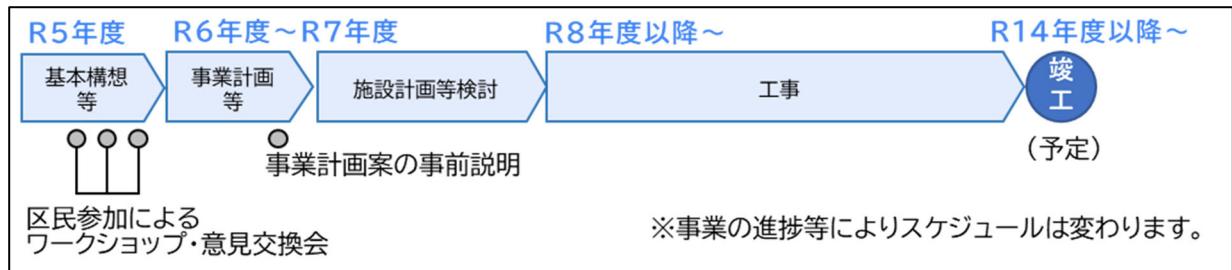 R5年度
R6年度～R7年度
R8年度以降～
R14年度以降～
基本構想
等
事業計画
等
施設計画等検討
工事
竣
工
（予定）
事業計画案の事前説明
区民参加による
ワークショップ・意見交換会
※事業の進捗等によりスケジュールは変わります。